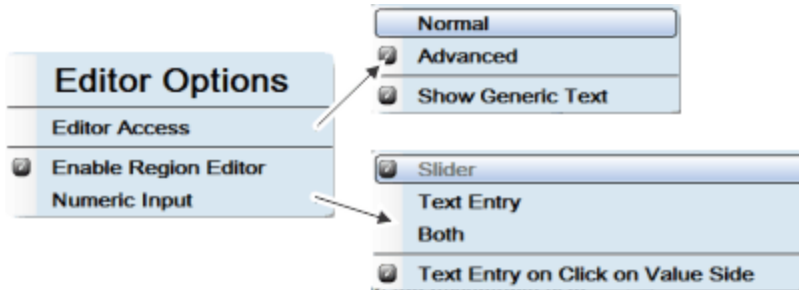 Editor Options
Editor Access
Enable Region Editor
Numeric Input
Normal
Advanced
Show Generic Text
Slider
Text Entry
Both
Text Entry on Click on Value Side